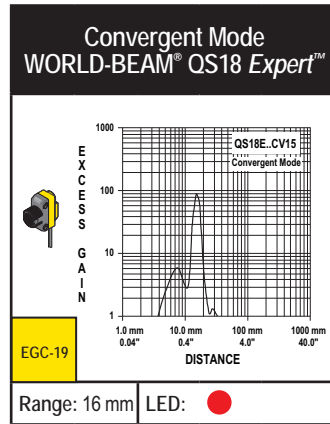 Convergent Mode
WORLD-BEAM® QS18 Expert™
EXCESS GAIN
1000
100
10
1
QS18E..CV15
Convergent Mode
1.0 mm 10.0 mm 100 mm 1000 mm
0.04" 0.4" 4.0" 40.0"
DISTANCE
EGC-19
Range: 16 mm LED: